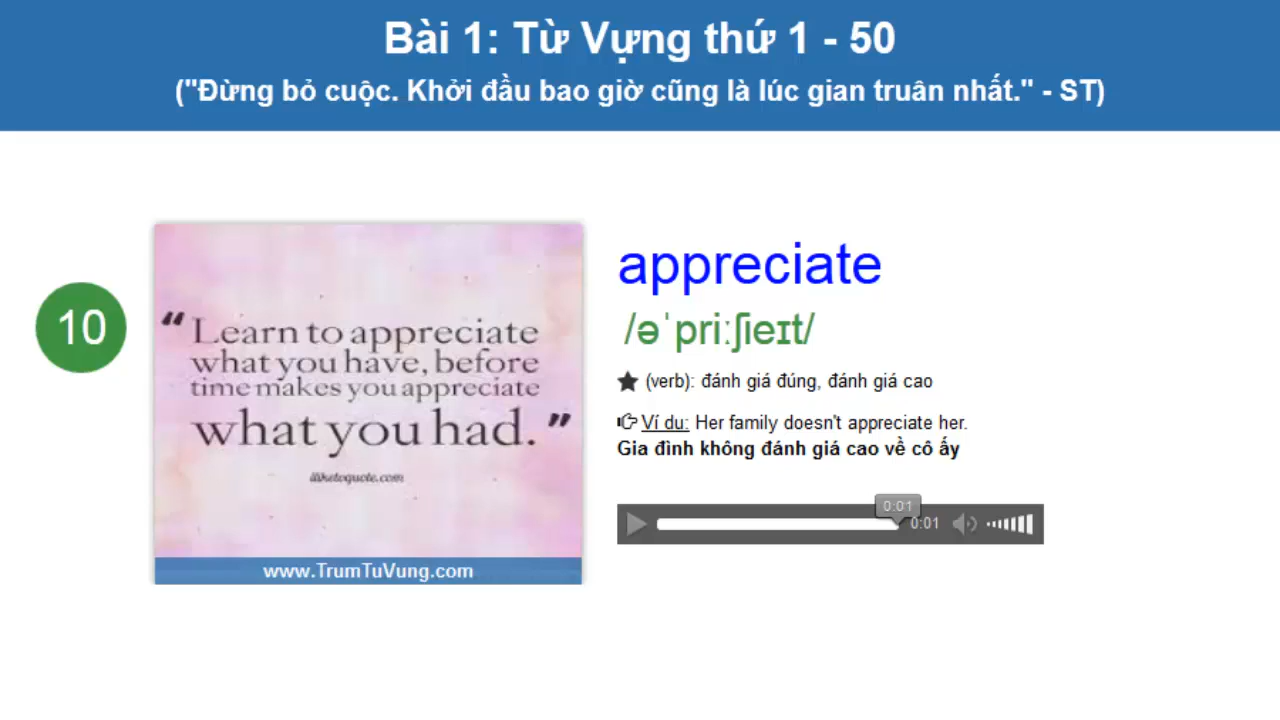 Bài 1: Từ Vựng thứ 1 - 50
("Đừng bỏ cuộc. Khởi đầu bao giờ cũng là lúc gian truân nhất." - ST)
10
“ Learn to appreciate
what you have, before
time makes you appreciate
what you had. ”
iliketoquote.com
www.TrumTuVung.com
appreciate
/əˈpriːʃieɪt/
(verb): đánh giá đúng, đánh giá cao
Ví dụ: Her family doesn't appreciate her.
Gia đình không đánh giá cao về cô ấy
0:01
0:01